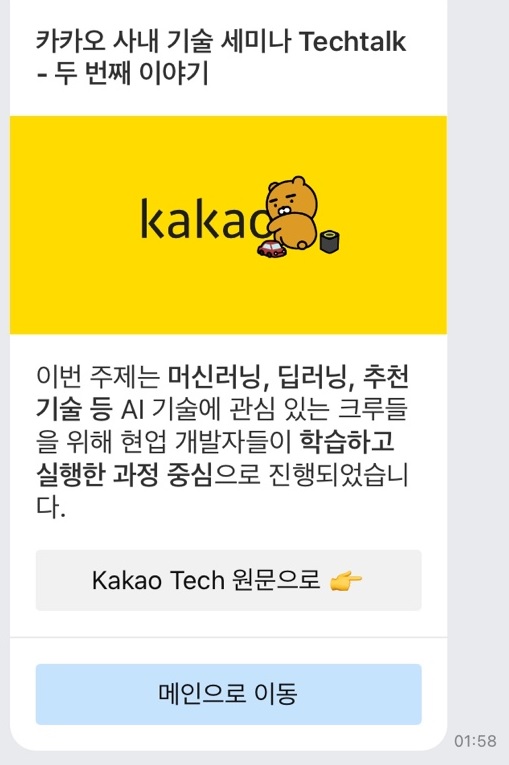 카카오 사내 기술 세미나 Techtalk
- 두 번째 이야기
kakao
이번 주제는 머신러닝, 딥러닝, 추천
기술 등 AI 기술에 관심 있는 크루들
을 위해 현업 개발자들이 학습하고
실행한 과정 중심으로 진행되었습니
다.
Kakao Tech 원문으로 👉
메인으로 이동
01:58